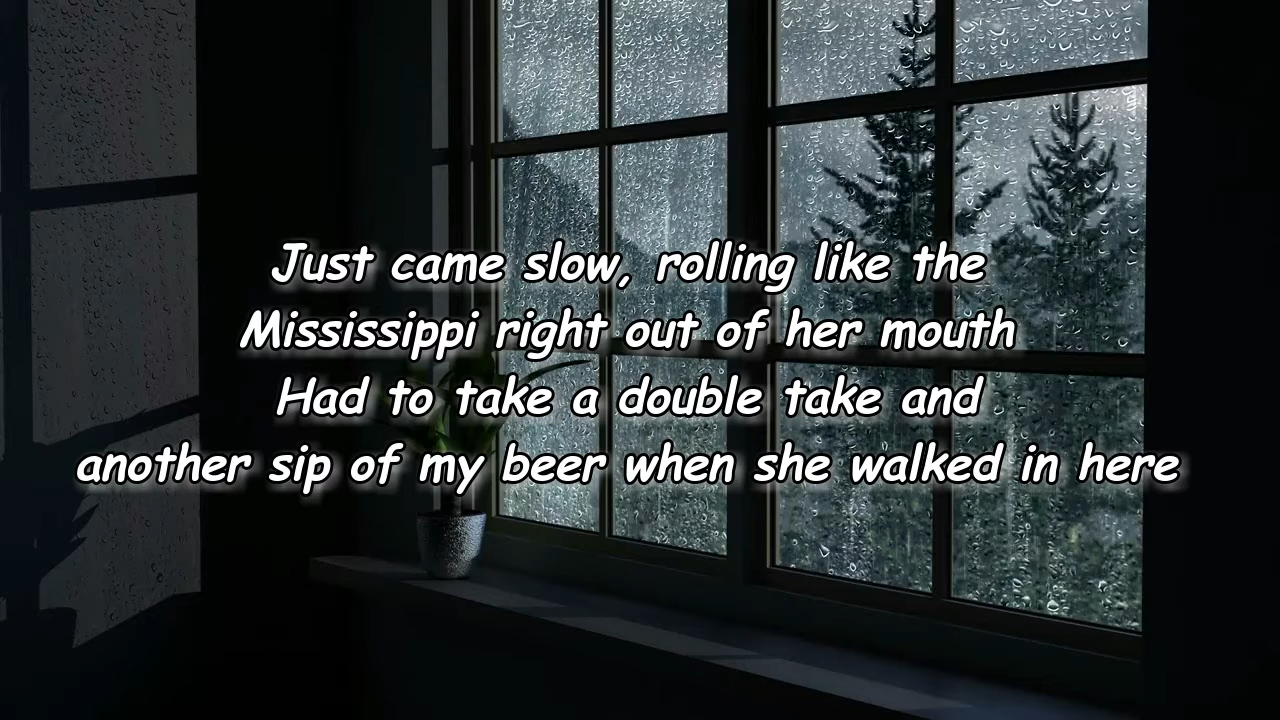 Just came slow, rolling like the
Mississippi right out of her mouth
Had to take a double take and
another sip of my beer when she walked in here